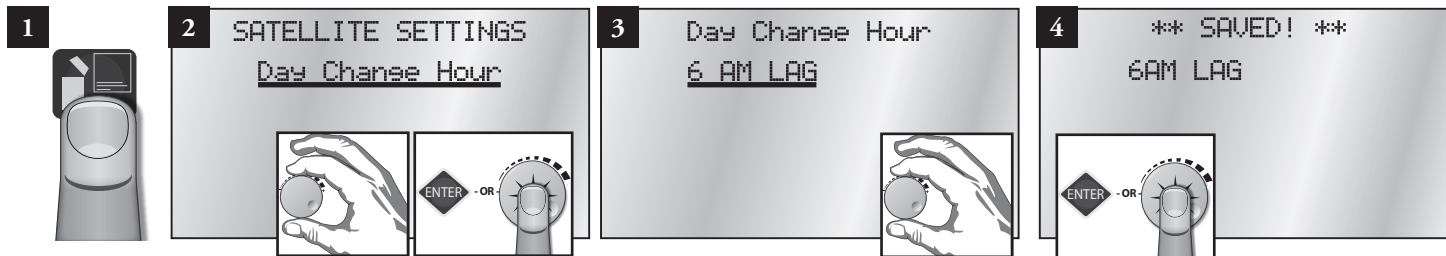 1
2
SATELLITE SETTINGS
Day Change Hour
ENTER
- OR -
3
Day Change Hour
6 AM LAG
4
** SAVED! **
6AM LAG
ENTER
- OR -